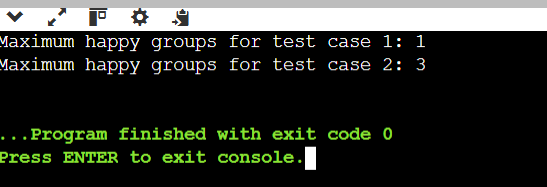 Maximum happy groups for test case 1: 1
Maximum happy groups for test case 2: 3
...Program finished with exit code 0
Press ENTER to exit console.